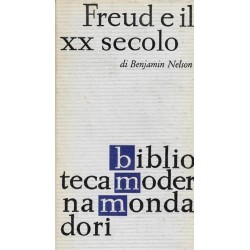 Freud e il
xx secolo
di Benjamin Nelson
biblio
tecamoder
namonda
dori